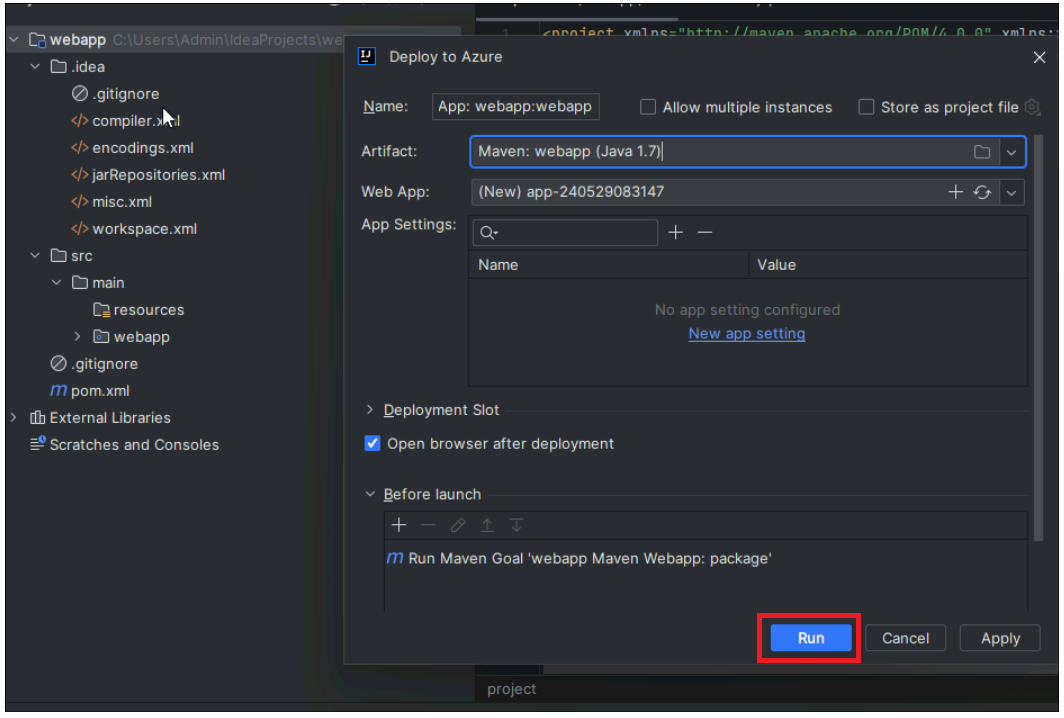 webapp C:\Users\Admin\IdeaProjects\we
.idea
.gitignore
compiler.xml
encodings.xml
jarRepositories.xml
misc.xml
workspace.xml
src
main
resources
webapp
.gitignore
pom.xml
External Libraries
Scratches and Consoles
1 <project xmlns="http://maven.apache.org/POM/4.0.0" xmlns:
Deploy to Azure
Name: App: webapp:webapp Allow multiple instances Store as project file
Artifact: Maven: webapp (Java 1.7)
Web App: (New) app-240529083147
App Settings:
Name Value
No app setting configured
New app setting
Deployment Slot
Open browser after deployment
Before launch
m Run Maven Goal 'webapp Maven Webapp: package'
Run Cancel Apply
project